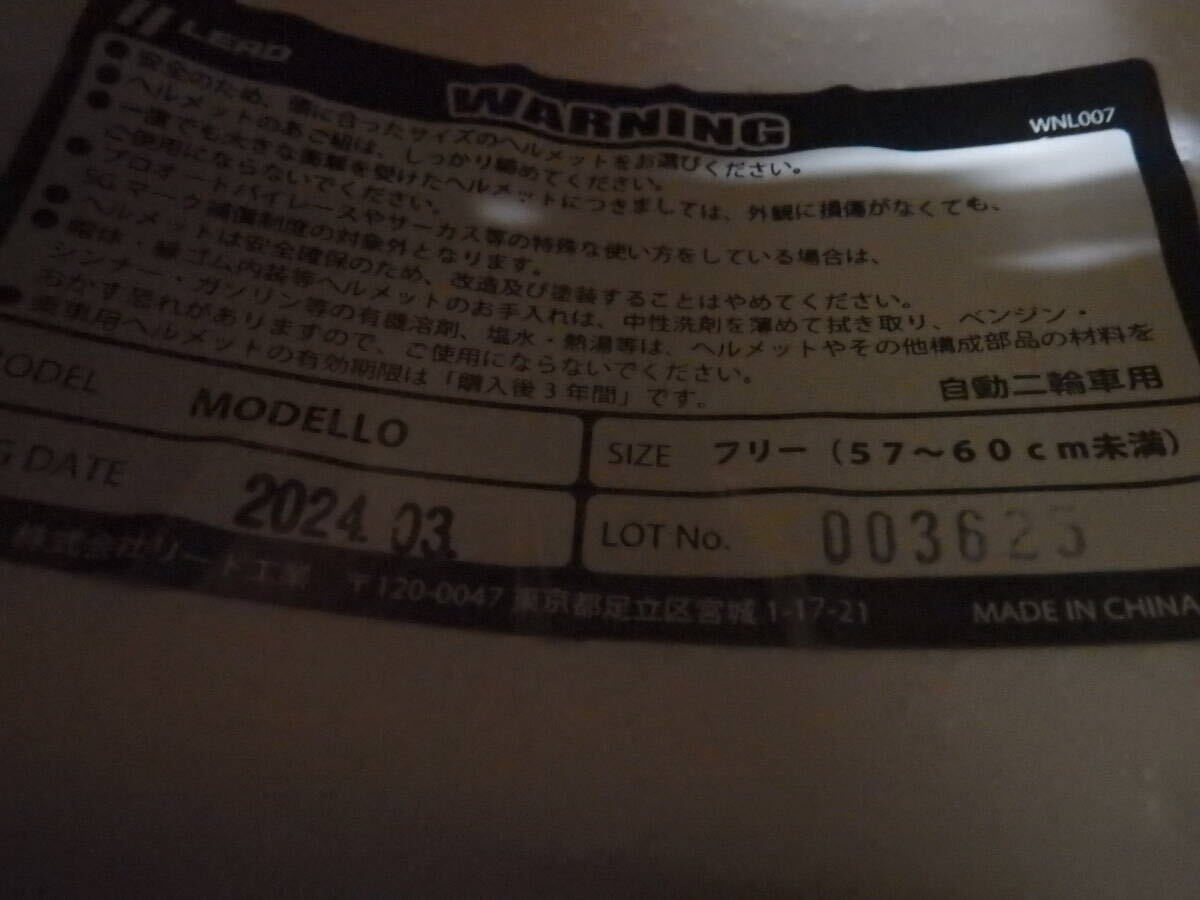 LEAD
WARNING
WNL007
●安全のため、頭に合ったサイズのヘルメットをお選びください。
●ヘルメットのあご紐は、しっかり締めてください。
●一度でも大きな衝撃を受けたヘルメットにつきましては、外観に損傷がなくても、
ご使用にならないでください。
●プロオートバイレースやサーカス等の特殊な使い方をしている場合は、
SGマーク補償制度の対象外となります。
●ヘルメットは安全確保のため、改造及び塗装することはやめてください。
●帽体・縁ゴム内装等ヘルメットのお手入れは、中性洗剤を薄めて拭き取り、ベンジン・
シンナー・ガソリン等の有機溶剤、塩水・熱湯等は、ヘルメットやその他構成部品の材料を
おかす恐れがありますので、ご使用にならないでください。
●乗車用ヘルメットの有効期限は「購入後3年間」です。
自動二輪車用
ODEL MODELLO
SIZE フリー(57~60cm未満)
G DATE 2024.03.
LOT No. 003625
株式会社リード工業 〒120-0047 東京都足立区宮城1-17-21 MADE IN CHINA